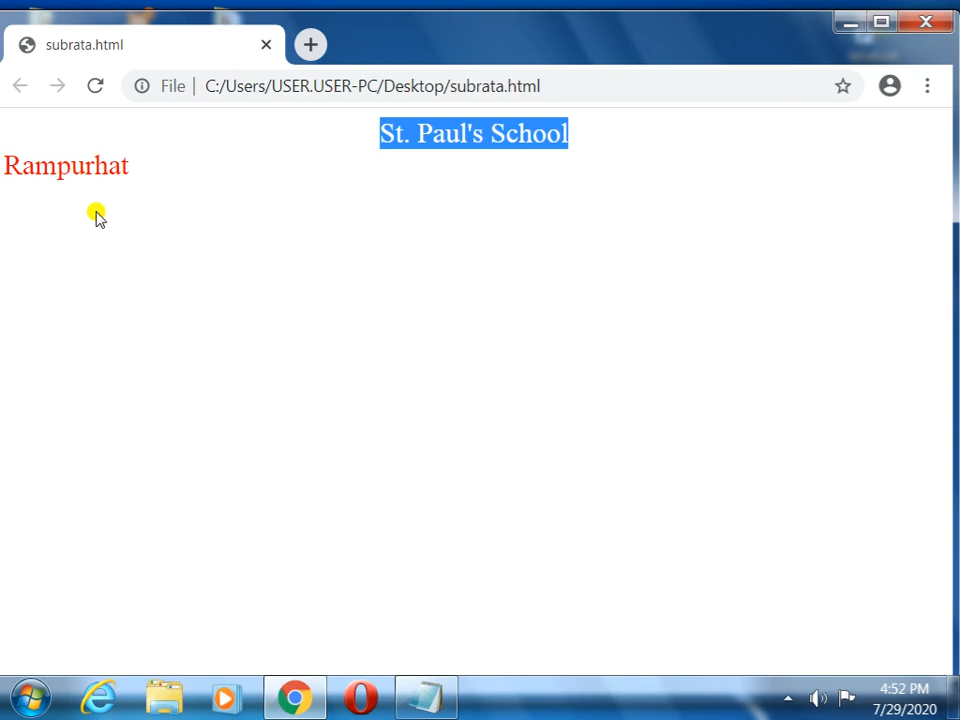 subrata.html
File
C:/Users/USER.USER-PC/Desktop/subrata.html
St. Paul's School
Rampurhat
4:52 PM
7/29/2020